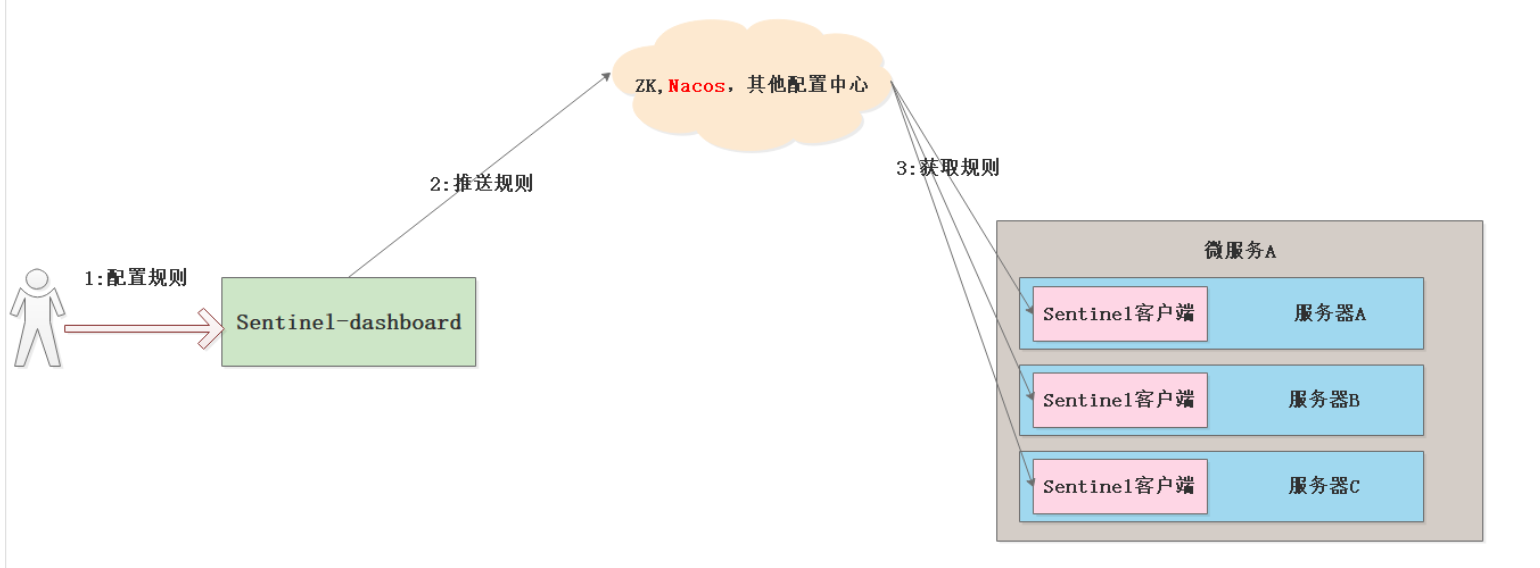 ZK,Nacos，其他配置中心
2:推送规则
3:获取规则
1:配置规则
Sentinel-dashboard
微服务A
Sentinel客户端
服务器A
Sentinel客户端
服务器B
Sentinel客户端
服务器C